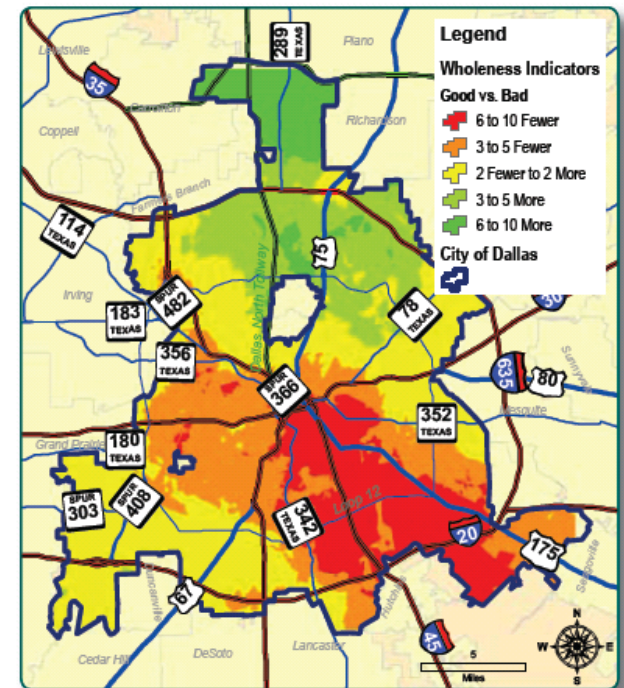 Legend
Wholeness Indicators
Good vs. Bad
6 to 10 Fewer
3 to 5 Fewer
2 Fewer to 2 More
3 to 5 More
6 to 10 More
City of Dallas
289
TEXAS
Plano
Lewisville
35
Carrollton
Coppell
Richardson
Farmers Branch
114
TEXAS
75
Dallas North Tollway
Irving
SPUR
482
183
TEXAS
78
TEXAS
30
356
TEXAS
Sunnyvale
SPUR
366
635
80
Mesquite
352
TEXAS
Grand Prairie
180
TEXAS
SPUR
303
SPUR
408
Loop 12
342
TEXAS
20
175
Seagoville
Duncanville
67
Hutchins
45
Lancaster
DeSoto
Cedar Hill
N
W
E
S
5
Miles